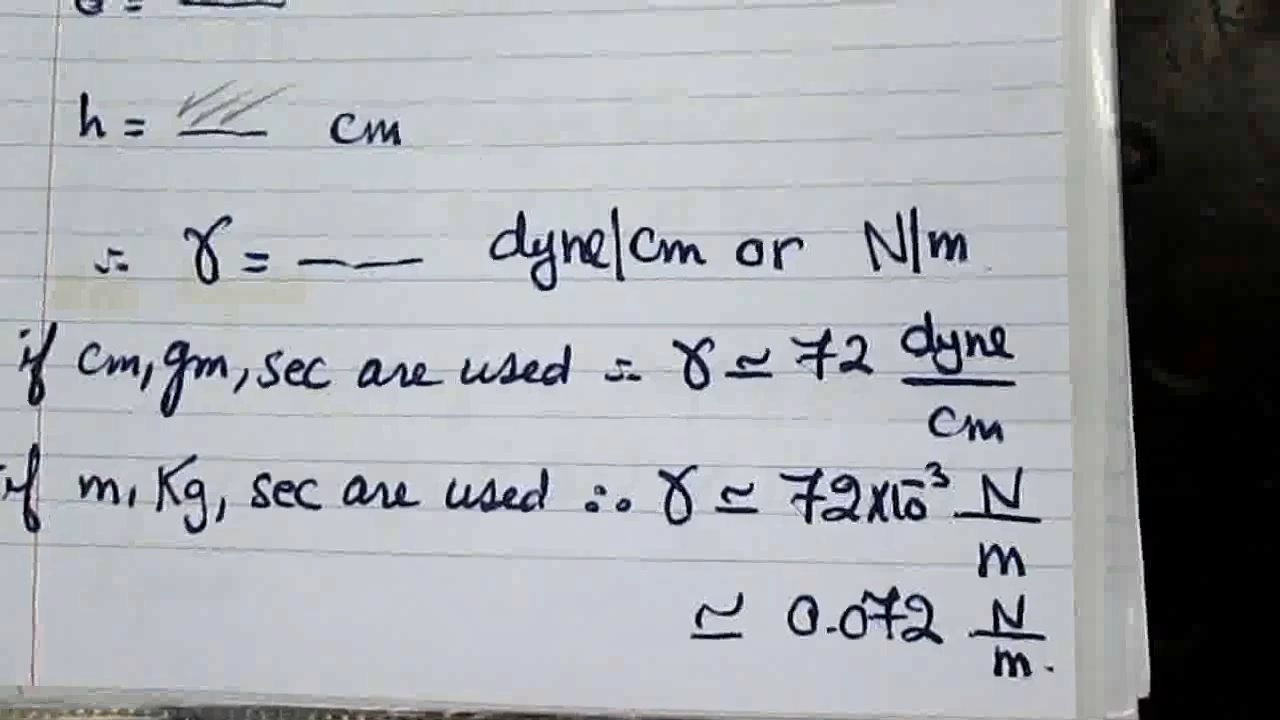 h = ___ cm
∴ γ = ___ dyne/cm or N/m
if cm, gm, sec are used ∴ γ ≃ 72 dyne/cm
if m, Kg, sec are used ∴ γ ≃ 72×10⁻³ N/m
≃ 0.072 N/m.